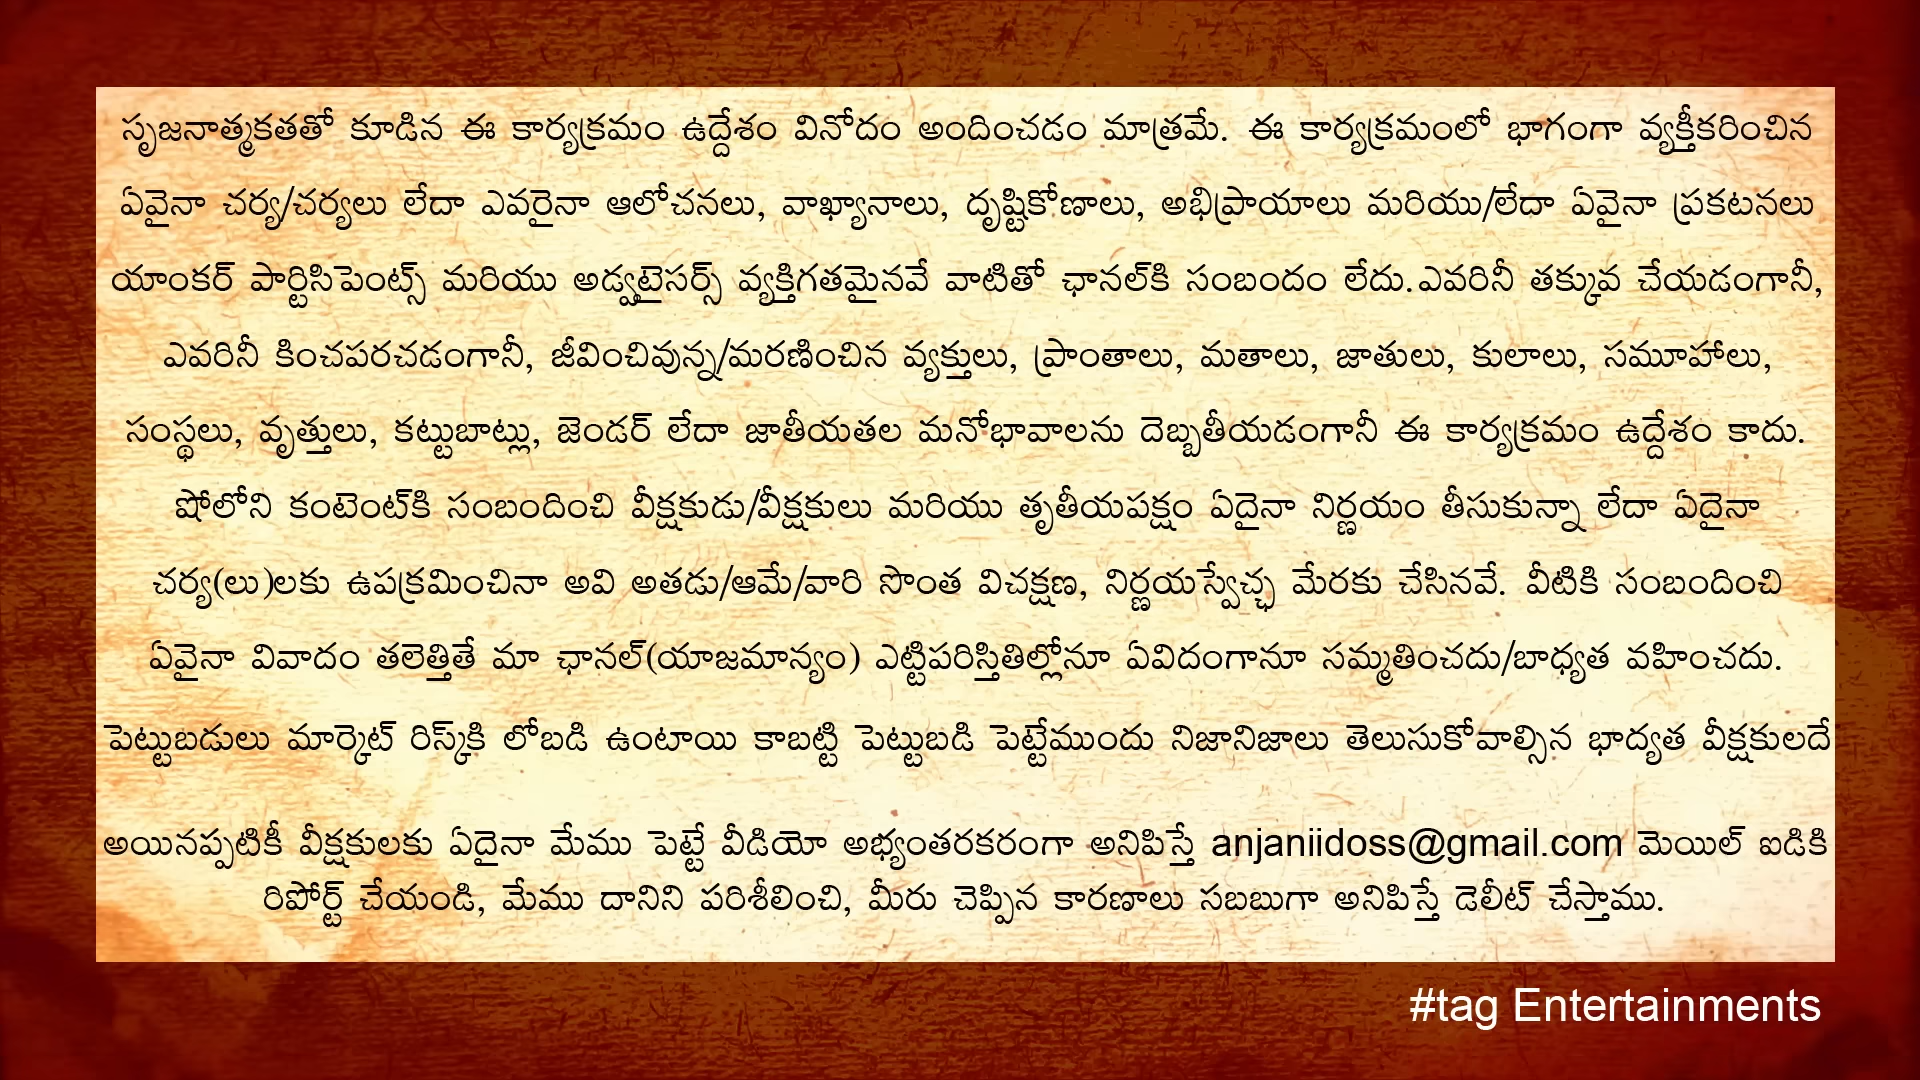 సృజనాత్మకతతో కూడిన ఈ కార్యక్రమం ఉద్దేశం వినోదం అందించడం మాత్రమే. ఈ కార్యక్రమంలో భాగంగా వ్యక్తీకరించిన
ఏవైనా చర్య/చర్యలు లేదా ఎవరైనా ఆలోచనలు, వాఖ్యానాలు, దృష్టికోణాలు, అభిప్రాయాలు మరియు/లేదా ఏవైనా ప్రకటనలు
యాంకర్ పార్టిసిపెంట్స్ మరియు అడ్వటైసర్స్ వ్యక్తిగతమైనవే వాటితో ఛానల్‌కి సంబందం లేదు.ఎవరినీ తక్కువ చేయడంగానీ,
ఎవరినీ కించపరచడంగానీ, జీవించివున్న/మరణించిన వ్యక్తులు, ప్రాంతాలు, మతాలు, జాతులు, కులాలు, సమూహాలు,
సంస్థలు, వృత్తులు, కట్టుబాట్లు, జెండర్ లేదా జాతీయతల మనోభావాలను దెబ్బతీయడంగానీ ఈ కార్యక్రమం ఉద్దేశం కాదు.
షోలోని కంటెంట్‌కి సంబందించి వీక్షకుడు/వీక్షకులు మరియు తృతీయపక్షం ఏదైనా నిర్ణయం తీసుకున్నా లేదా ఏదైనా
చర్య(లు)లకు ఉపక్రమించినా అవి అతడు/ఆమే/వారి సొంత విచక్షణ, నిర్ణయస్వేచ్ఛ మేరకు చేసినవే. వీటికి సంబందించి
ఏవైనా వివాదం తలెత్తితే మా ఛానల్(యాజమాన్యం) ఎట్టిపరిస్తితిల్లోనూ ఏవిదంగానూ సమ్మతించదు/బాధ్యత వహించదు.
పెట్టుబడులు మార్కెట్ రిస్క్‌కి లోబడి ఉంటాయి కాబట్టి పెట్టుబడి పెట్టేముందు నిజానిజాలు తెలుసుకోవాల్సిన భాద్యత వీక్షకులదే
అయినప్పటికీ వీక్షకులకు ఏదైనా మేము పెట్టే వీడియో అభ్యంతరకరంగా అనిపిస్తే anjaniidoss@gmail.com మెయిల్ ఐడికి
రిపోర్ట్ చేయండి, మేము దానిని పరిశీలించి, మీరు చెప్పిన కారణాలు సబబుగా అనిపిస్తే డెలీట్ చేస్తాము.
#tag Entertainments